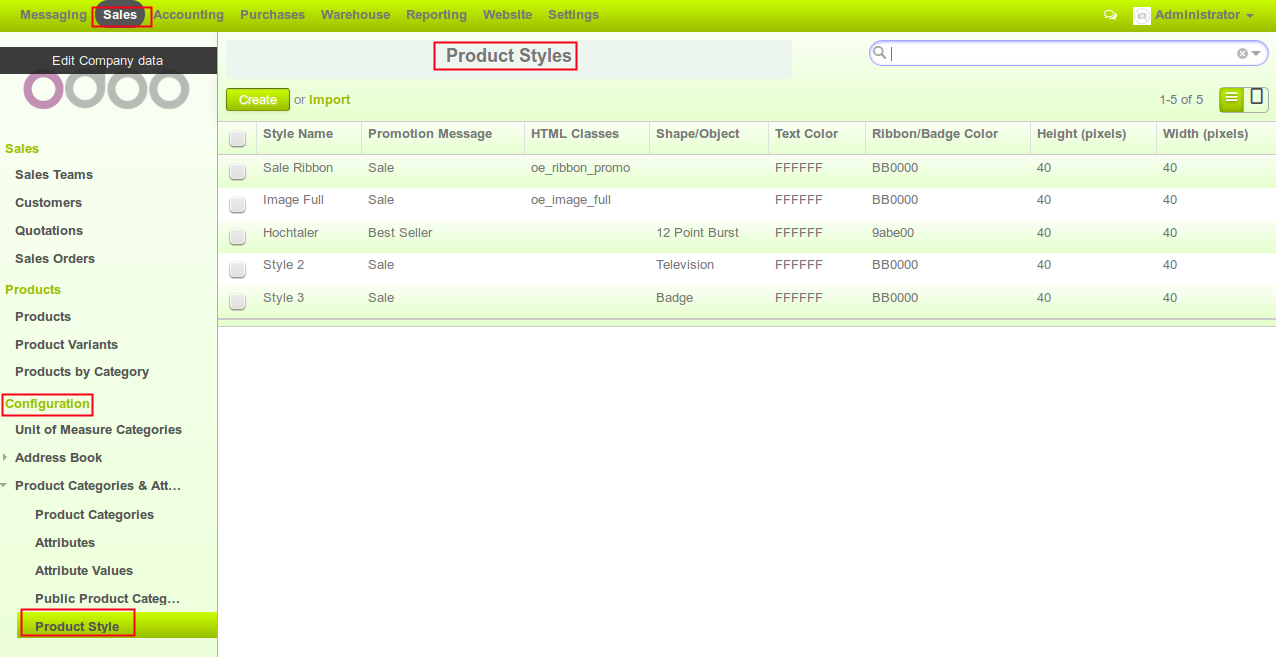 Messaging Sales Accounting Purchases Warehouse Reporting Website Settings Administrator
Edit Company data
Product Styles
Create or Import 1-5 of 5
Style Name Promotion Message HTML Classes Shape/Object Text Color Ribbon/Badge Color Height (pixels) Width (pixels)
Sale Ribbon Sale oe_ribbon_promo FFFFFF BB0000 40 40
Image Full Sale oe_image_full FFFFFF BB0000 40 40
Hochtaler Best Seller 12 Point Burst FFFFFF 9abe00 40 40
Style 2 Sale Television FFFFFF BB0000 40 40
Style 3 Sale Badge FFFFFF BB0000 40 40
Sales
Sales Teams
Customers
Quotations
Sales Orders
Products
Products
Product Variants
Products by Category
Configuration
Unit of Measure Categories
Address Book
Product Categories & Att...
Product Categories
Attributes
Attribute Values
Public Product Categ...
Product Style